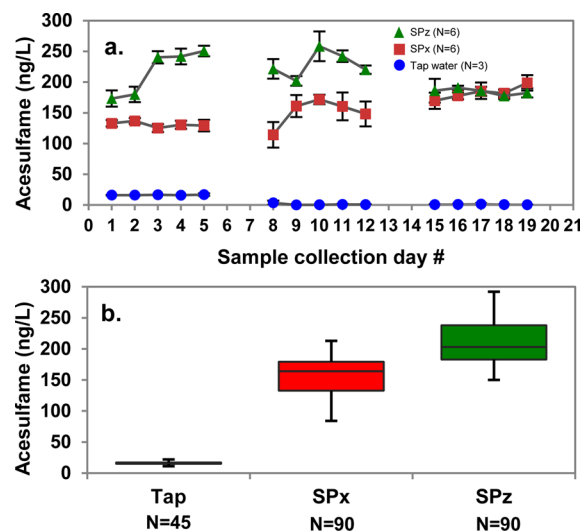 a.
SPz (N=6)
SPx (N=6)
Tap water (N=3)
Acesulfame (ng/L)
300
250
200
150
100
50
0
0 1 2 3 4 5 6 7 8 9 10 11 12 13 14 15 16 17 18 19 20 21
Sample collection day #
b.
Acesulfame (ng/L)
300
250
200
150
100
50
0
Tap SPx SPz
N=45 N=90 N=90